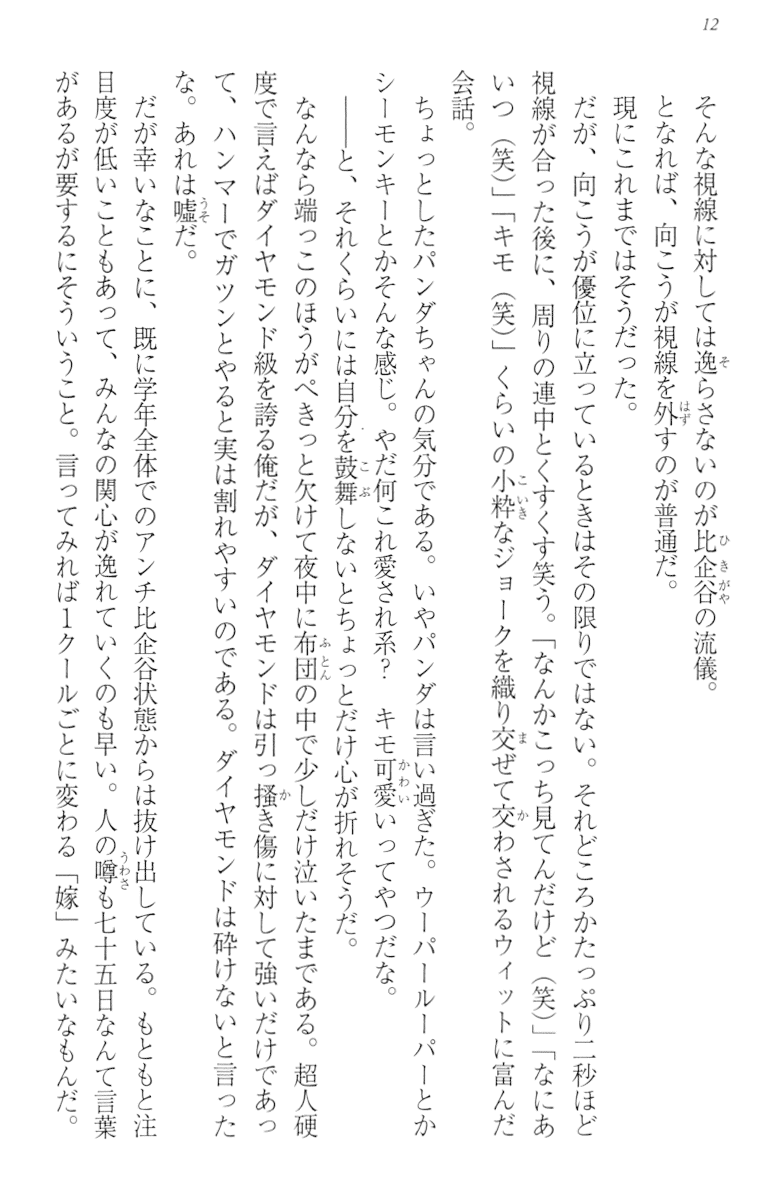 12
そんな視線に対しては逸らさないのが比企谷の流儀。
となれば、向こうが視線を外すのが普通だ。
現にこれまではそうだった。
だが、向こうが優位に立っているときはその限りではない。それどころかたっぷり二秒ほど
視線が合った後に、周りの連中とくすくす笑う。「なんかこっち見てんだけど（笑）」「なにあ
いつ（笑）」「キモ（笑）」くらいの小粋なジョークを織り交ぜて交わされるウィットに富んだ
会話。
ちょっとしたパンダちゃんの気分である。いやパンダは言い過ぎた。ウーパールーパーとか
シーモンキーとかそんな感じ。やだ何これ愛され系？　キモ可愛いってやつだな。
――と、それくらいには自分を鼓舞しないとちょっとだけ心が折れそうだ。
なんなら端っこのほうがぺきっと欠けて夜中に布団の中で少しだけ泣いたまである。超人硬
度で言えばダイヤモンド級を誇る俺だが、ダイヤモンドは引っ掻き傷に対して強いだけであっ
て、ハンマーでガツンとやると実は割れやすいのである。ダイヤモンドは砕けないと言った
な。あれは嘘だ。
だが幸いなことに、既に学年全体でのアンチ比企谷状態からは抜け出している。もともと注
目度が低いこともあって、みんなの関心が逸れていくのも早い。人の噂も七十五日なんて言葉
があるが要するにそういうこと。言ってみれば１クールごとに変わる「嫁」みたいなもんだ。